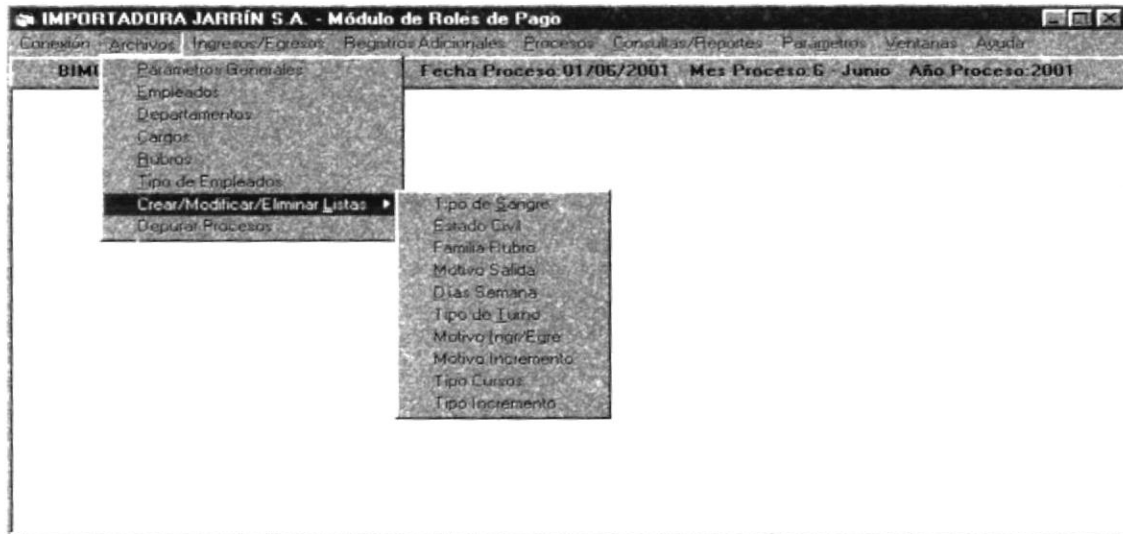 IMPORTADORA JARRÍN S.A. - Módulo de Roles de Pago
Conexión Archivos Ingresos/Egresos Registros Adicionales Procesos Consultas/Reportes Parametros Ventanas Ayuda
BIM Fecha Proceso:01/06/2001 Mes Proceso:6 - Junio Año Proceso:2001
Parámetros Generales
Empleados
Departamentos
Cargos
Rubros
Tipo de Empleados
Crear/Modificar/Eliminar Listas
Depurar Procesos
Tipo de Sangre
Estado Civil
Familia Rubro
Motivo Salida
Días Semana
Tipo de Turno
Motivo Ingr/Egre
Motivo Incremento
Tipo Cursos
Tipo Incremento